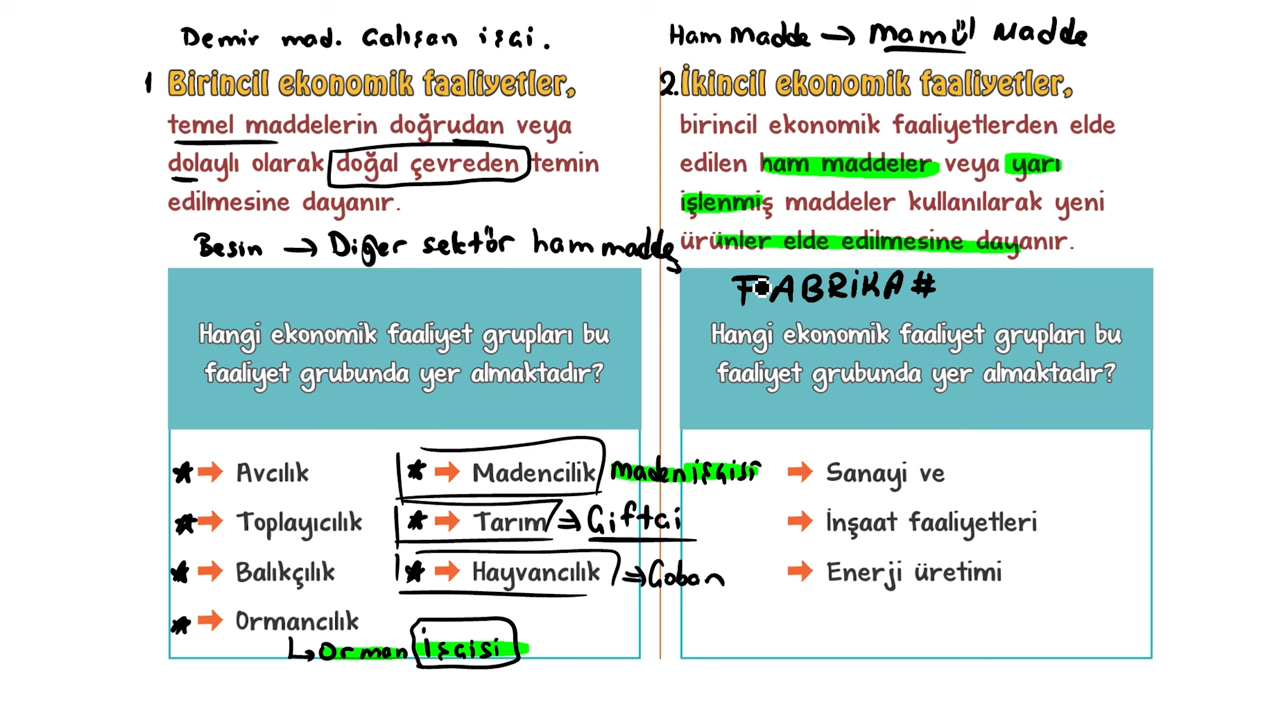 Demir mad. Çalışan işçi.
1 Birincil ekonomik faaliyetler,
temel maddelerin doğrudan veya
dolaylı olarak doğal çevreden temin
edilmesine dayanır.
Besin → Diğer sektör ham madde
Hangi ekonomik faaliyet grupları bu
faaliyet grubunda yer almaktadır?
★ → Avcılık
★ → Toplayıcılık
★ → Balıkçılık
★ → Ormancılık
↳ Orman İşçisi
★ → Madencilik maden işçisi
★ → Tarım ⇒ Çiftçi
★ → Hayvancılık ⇒ Çoban
Ham Madde → Mamül Madde
2. İkincil ekonomik faaliyetler,
birincil ekonomik faaliyetlerden elde
edilen ham maddeler veya yarı
işlenmiş maddeler kullanılarak yeni
ürünler elde edilmesine dayanır.
FABRİKA #
Hangi ekonomik faaliyet grupları bu
faaliyet grubunda yer almaktadır?
→ Sanayi ve
→ İnşaat faaliyetleri
→ Enerji üretimi